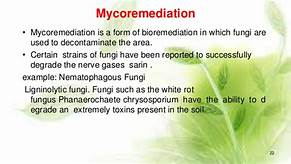 Mycoremediation
• Mycoremediation is a form of bioremediation in which fungi are
used to decontaminate the area.
• Certain strains of fungi have been reported to successfully
degrade the nerve gases sarin .
example: Nematophagous Fungi
Ligninolytic fungi. Fungi such as the white rot
fungus Phanaerochaete chrysosporium have the ability to d
egrade an extremely toxins present in the soil.
22